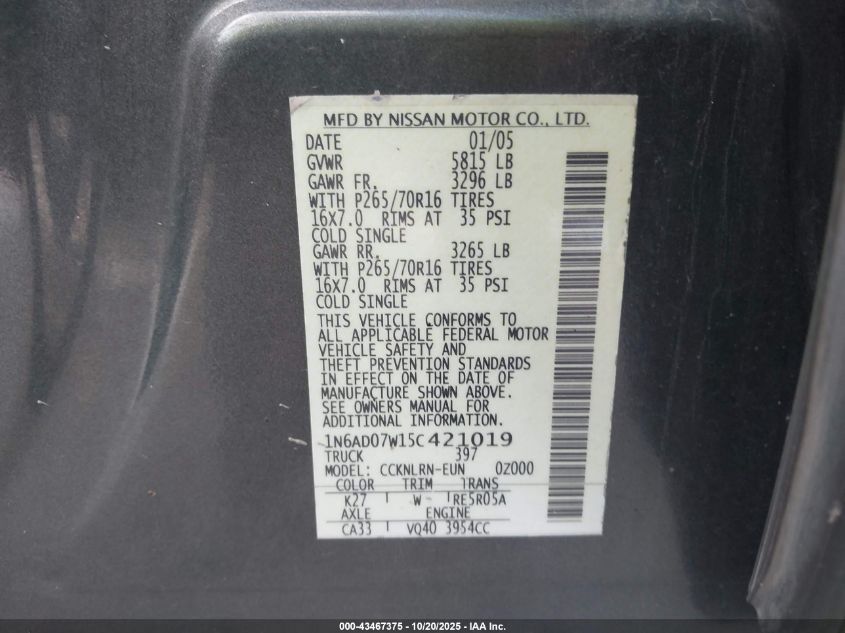 MFD BY NISSAN MOTOR CO., LTD.
DATE 01/05
GVWR 5815 LB
GAWR FR. 3296 LB
WITH P265/70R16 TIRES
16X7.0 RIMS AT 35 PSI
COLD SINGLE
GAWR RR. 3265 LB
WITH P265/70R16 TIRES
16X7.0 RIMS AT 35 PSI
COLD SINGLE
THIS VEHICLE CONFORMS TO
ALL APPLICABLE FEDERAL MOTOR
VEHICLE SAFETY AND
THEFT PREVENTION STANDARDS
IN EFFECT ON THE DATE OF
MANUFACTURE SHOWN ABOVE.
SEE OWNERS MANUAL FOR
ADDITIONAL INFORMATION.
1N6AD07W15C421019
TRUCK 397
MODEL: CCKNLRN-EUN 0Z000
COLOR TRIM TRANS
K27 W- RE5R05A
AXLE ENGINE
CA33 VQ40 3954CC
000-43467375 - 10/20/2025 - IAA Inc.